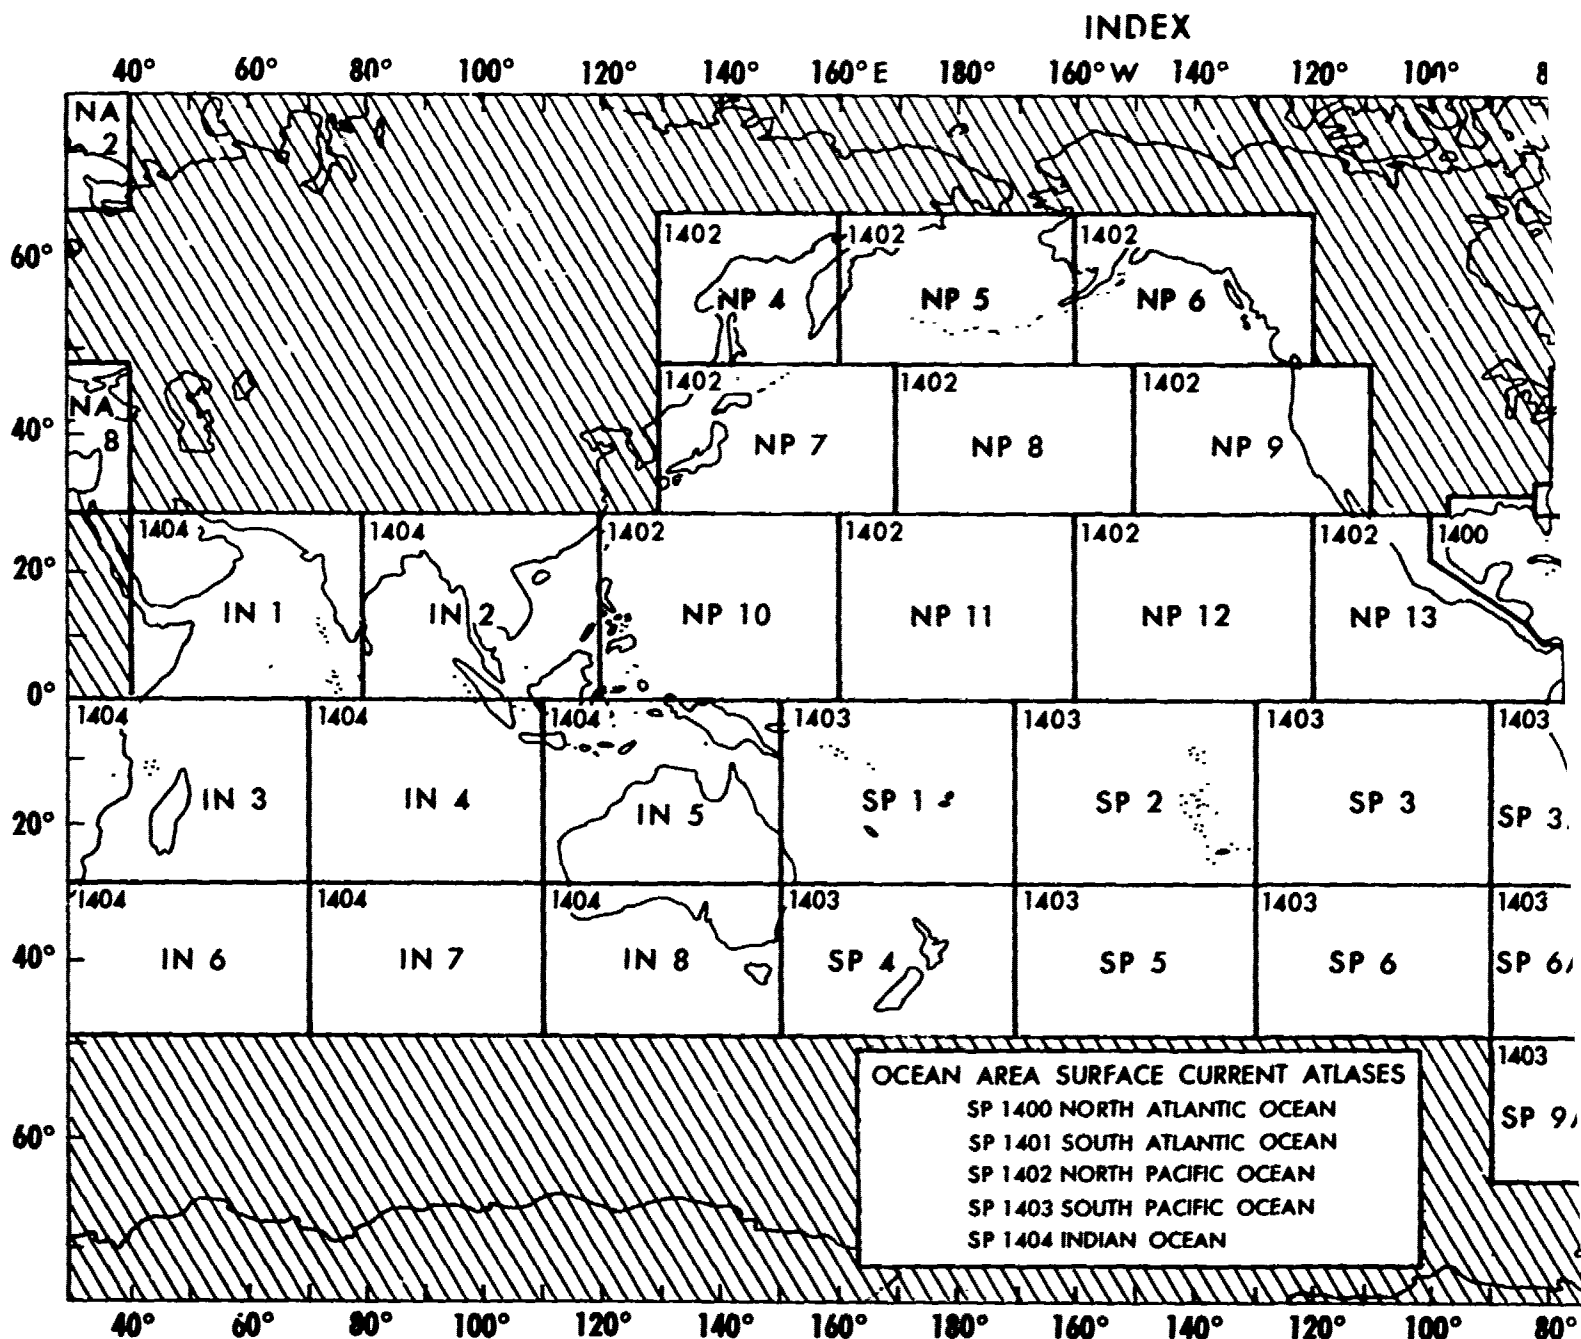 INDEX
40° 60° 80° 100° 120° 140° 160° E 180° 160° W 140° 120° 100° 8
NA
2
60°
1402 1402 1402
NP 4 NP 5 NP 6
1402 1402 1402
NA
40°
8
NP 7 NP 8 NP 9
1404 1404 1402 1402 1402 1402 1400
20°
IN 1 IN 2 NP 10 NP 11 NP 12 NP 13
0°
1404 1404 1404 1403 1403 1403 1403
IN 3 IN 4 IN 5 SP 1 SP 2 SP 3 SP 3
20°
1404 1404 1404 1403 1403 1403 1403
40°
IN 6 IN 7 IN 8 SP 4 SP 5 SP 6 SP 6
1403
SP 9
60°
OCEAN AREA SURFACE CURRENT ATLASES
SP 1400 NORTH ATLANTIC OCEAN
SP 1401 SOUTH ATLANTIC OCEAN
SP 1402 NORTH PACIFIC OCEAN
SP 1403 SOUTH PACIFIC OCEAN
SP 1404 INDIAN OCEAN
40° 60° 80° 100° 120° 140° 160° 180° 160° 140° 120° 100° 80°